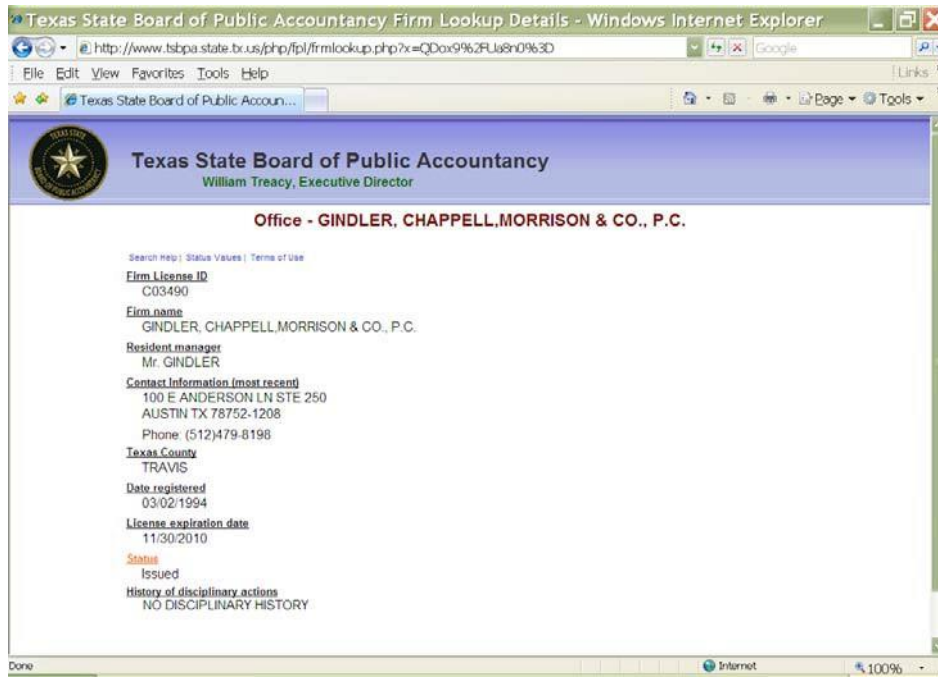 Texas State Board of Public Accountancy Firm Lookup Details - Windows Internet Explorer
http://www.tsbpa.state.tx.us/php/fpl/frmlookup.php?x=QDox9%2FUa8n0%3D
Google
File Edit View Favorites Tools Help
Links
Texas State Board of Public Accoun...
Page Tools
TEXAS STATE
Texas State Board of Public Accountancy
William Treacy, Executive Director
Office - GINDLER, CHAPPELL,MORRISON & CO., P.C.
Search Help | Status Values | Terms of Use
Firm License ID
C03490
Firm name
GINDLER, CHAPPELL,MORRISON & CO., P.C.
Resident manager
Mr. GINDLER
Contact Information (most recent)
100 E ANDERSON LN STE 250
AUSTIN TX 78752-1208
Phone: (512)479-8198
Texas County
TRAVIS
Date registered
03/02/1994
License expiration date
11/30/2010
Status
Issued
History of disciplinary actions
NO DISCIPLINARY HISTORY
Done
Internet
100%